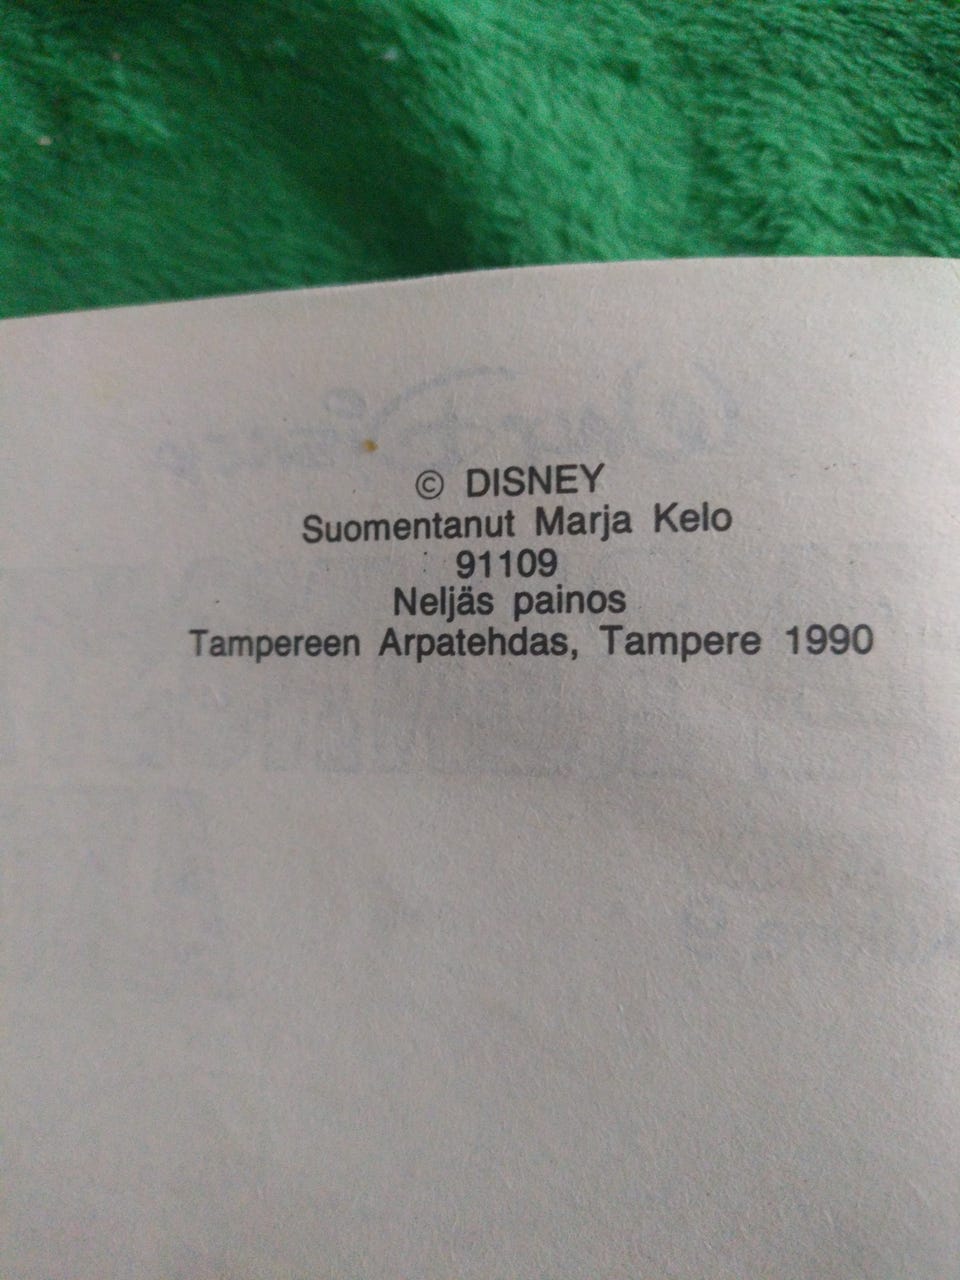 © DISNEY
Suomentanut Marja Kelo
91109
Neljäs painos
Tampereen Arpatehdas, Tampere 1990